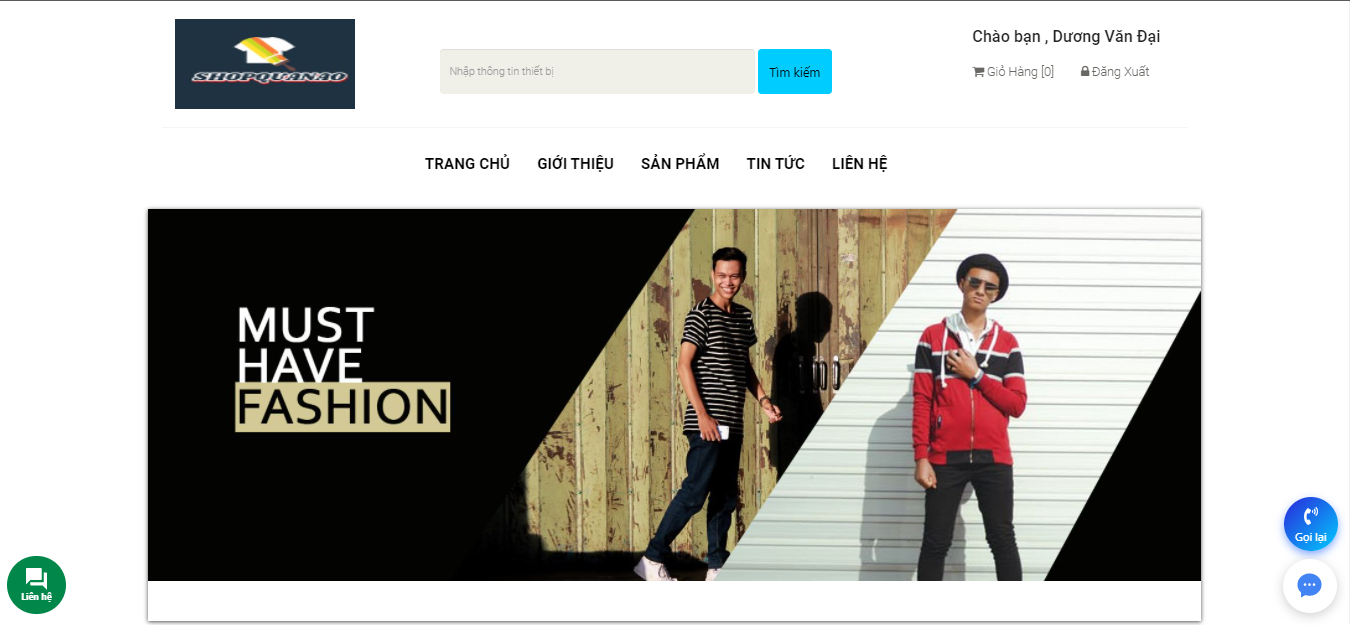 SHOPQUANAO
Nhập thông tin thiết bị
Tìm kiếm
Chào bạn , Dương Văn Đại
Giỏ Hàng [0]
Đăng Xuất
TRANG CHỦ GIỚI THIỆU SẢN PHẨM TIN TỨC LIÊN HỆ
MUST
HAVE
FASHION
Gọi lại
Liên hệ